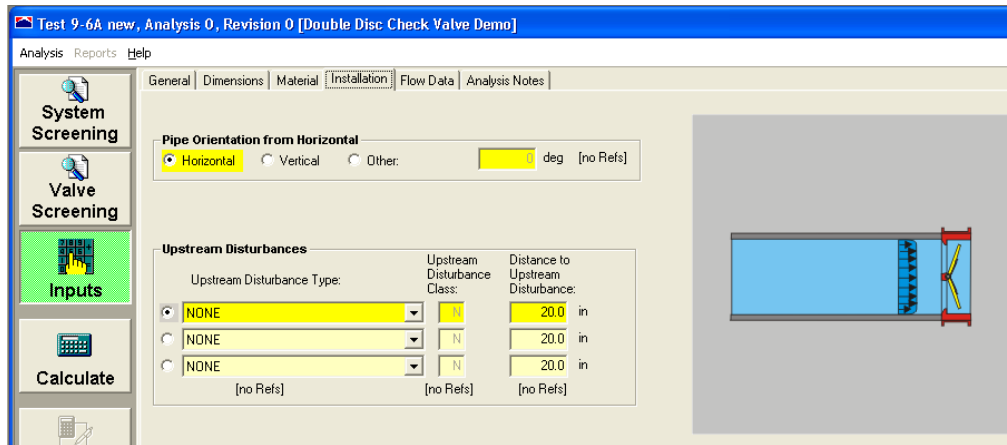 Test 9-6A new, Analysis 0, Revision 0 [Double Disc Check Valve Demo]
Analysis Reports Help
General Dimensions Material Installation Flow Data Analysis Notes
System
Screening
Valve
Screening
Inputs
Calculate
Pipe Orientation from Horizontal
Horizontal Vertical Other: 0 deg [no Refs]
Upstream Disturbances
Upstream Disturbance Type:
Upstream
Disturbance
Class:
Distance to
Upstream
Disturbance:
NONE N 20.0 in
NONE N 20.0 in
NONE N 20.0 in
[no Refs] [no Refs] [no Refs]